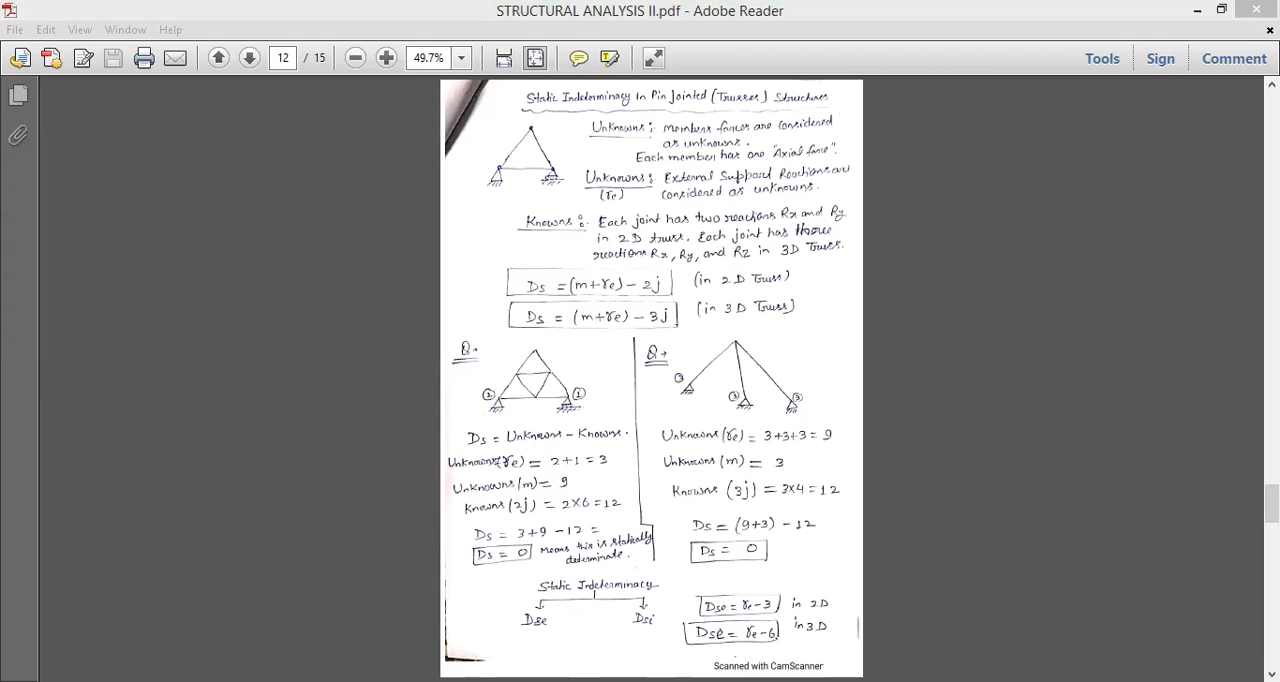 STRUCTURAL ANALYSIS II.pdf - Adobe Reader
File Edit View Window Help
12 / 15 49.7% Tools Sign Comment
Static Indeterminacy In Pin Jointed (Trusses) Structures
Unknowns: Members forces are considered
as unknowns.
Each member has one "Axial force".
Unknowns: External Support Reactions are
(re) considered as unknowns.
Knowns: Each joint has two reactions Rx and Ry
in 2D truss. Each joint has three
reactions Rx, Ry, and Rz in 3D Truss.
Ds = (m+re) - 2j (in 2D Truss)
Ds = (m+re) - 3j (in 3D Truss)
Q→
② ①
Ds = Unknowns - Knowns.
Unknowns (re) = 2+1 = 3
Unknowns (m) = 9
Knowns (2j) = 2×6 = 12
Ds = 3+9 -12 =
Ds = 0 means this is statically
determinate.
Q→
③ ③ ③
Unknowns (re) = 3+3+3 = 9
Unknowns (m) = 3
Knowns (3j) = 3×4 = 12
Ds = (9+3) - 12
Ds = 0
Static Indeterminacy
Dse Dsi
Dse = re-3 in 2D
Dse = re-6 in 3D
Scanned with CamScanner